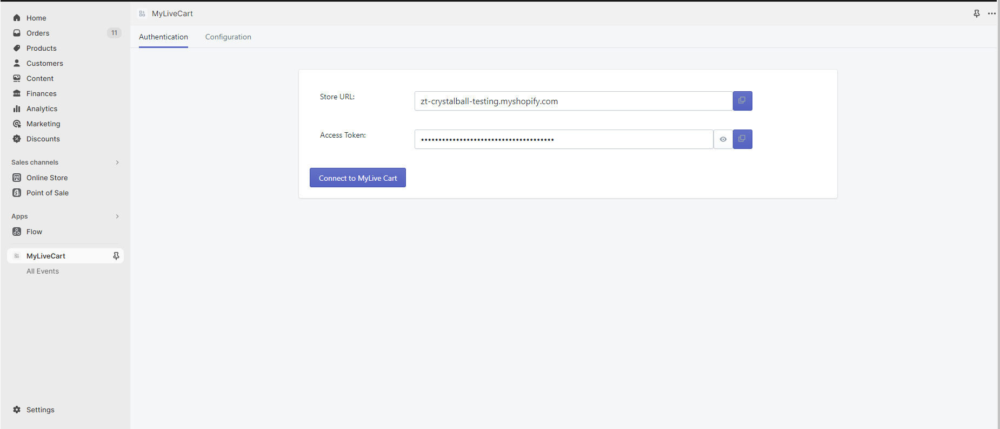 Home
Orders 11
Products
Customers
Content
Finances
Analytics
Marketing
Discounts
Sales channels
Online Store
Point of Sale
Apps
Flow
MyLiveCart
All Events
Settings
MyLiveCart
Authentication Configuration
Store URL: zt-crystalball-testing.myshopify.com
Access Token: ••••••••••••••••••••••••••••••••••••••
Connect to MyLive Cart